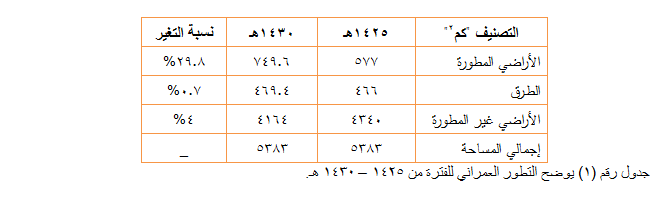 التصنيف "كم٢" ١٤٢٥هـ ١٤٣٠هـ نسبة التغير
الأراضي المطورة ٥٧٧ ٧٤٩.٦ ٢٩.٨%
الطرق ٤٦٦ ٤٦٩.٤ ٠.٧%
الأراضي غير المطورة ٤٣٤٠ ٤١٦٤ ٤%
إجمالي المساحة ٥٣٨٣ ٥٣٨٣ _
جدول رقم (١) يوضح التطور العمراني للفترة من ١٤٢٥ – ١٤٣٠ هـ.